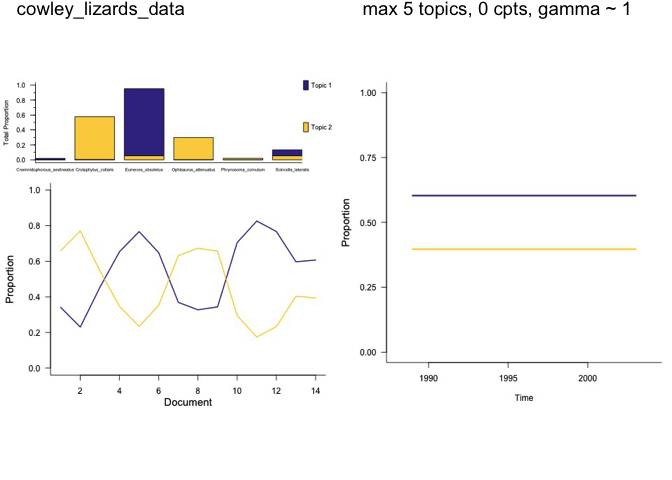 cowley_lizards_data
max 5 topics, 0 cpts, gamma ~ 1
Total Proportion
1.0
0.8
0.6
0.4
0.2
0.0
Topic 1
Topic 2
Cnemidophorous_sexlineatus Crotaphytus_collaris Eumeces_obsoletus Ophisaurus_attenuatus Phrynosoma_cornutum Scincella_lateralis
Proportion
1.0
0.8
0.6
0.4
0.2
0.0
2 4 6 8 10 12 14
Document
Proportion
1.00
0.75
0.50
0.25
0.00
1990 1995 2000
Time